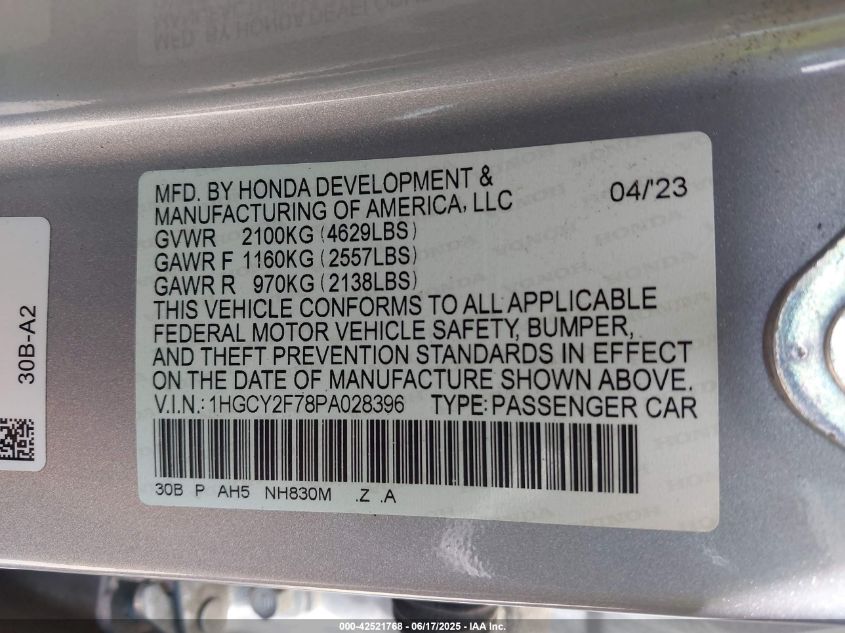 MFD. BY HONDA DEVELOPMENT & MANUFACTURING OF AMERICA, LLC 04/'23
GVWR 2100KG (4629LBS)
GAWR F 1160KG (2557LBS)
GAWR R 970KG (2138LBS)
THIS VEHICLE CONFORMS TO ALL APPLICABLE
FEDERAL MOTOR VEHICLE SAFETY, BUMPER,
AND THEFT PREVENTION STANDARDS IN EFFECT
ON THE DATE OF MANUFACTURE SHOWN ABOVE.
V.I.N.: 1HGCY2F78PA028396 TYPE: PASSENGER CAR
30B P AH5 NH830M .Z .A
30B-A2
000-42521768 - 06/17/2025 - IAA Inc.